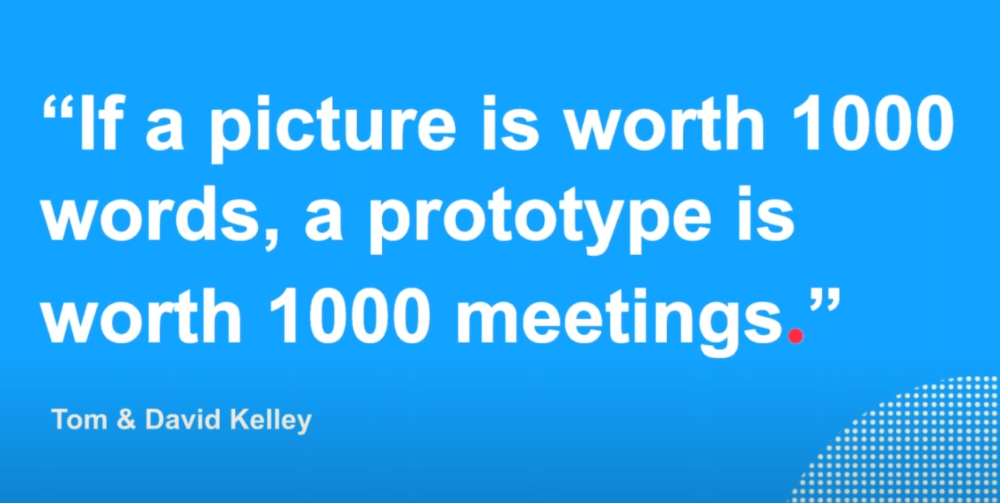 “If a picture is worth 1000
words, a prototype is
worth 1000 meetings.”
Tom & David Kelley